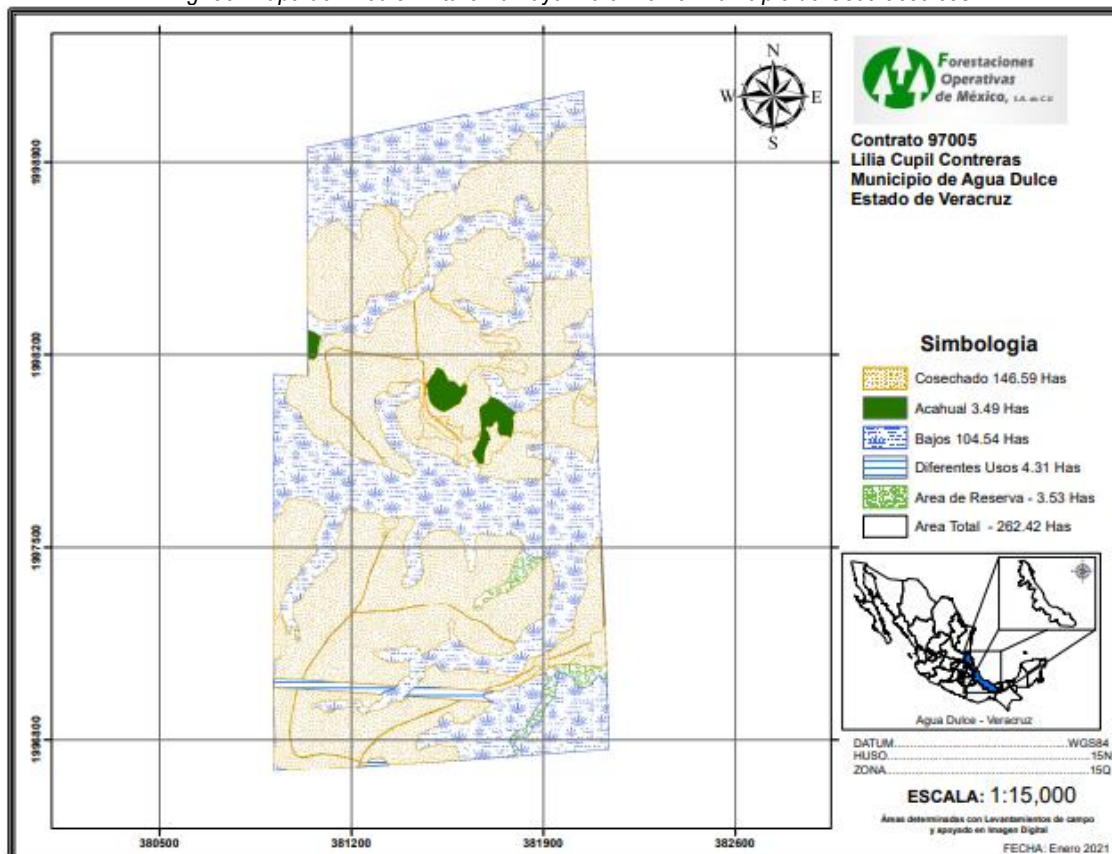 Forestaciones
Operativas
de México, S.A. de C.V.
Contrato 97005
Lilia Cupil Contreras
Municipio de Agua Dulce
Estado de Veracruz
N
W E
S
1998900
1998200
1997500
1996800
380500 381200 381900 382600
Simbologia
Cosechado 146.59 Has
Acahual 3.49 Has
Bajos 104.54 Has
Diferentes Usos 4.31 Has
Area de Reserva - 3.53 Has
Area Total - 262.42 Has
Agua Dulce - Veracruz
DATUM WGS84
HUSO 15N
ZONA 15Q
ESCALA: 1:15,000
Áreas determinadas con Levantamientos de campo
y apoyado en Imagen Digital
FECHA: Enero 2021